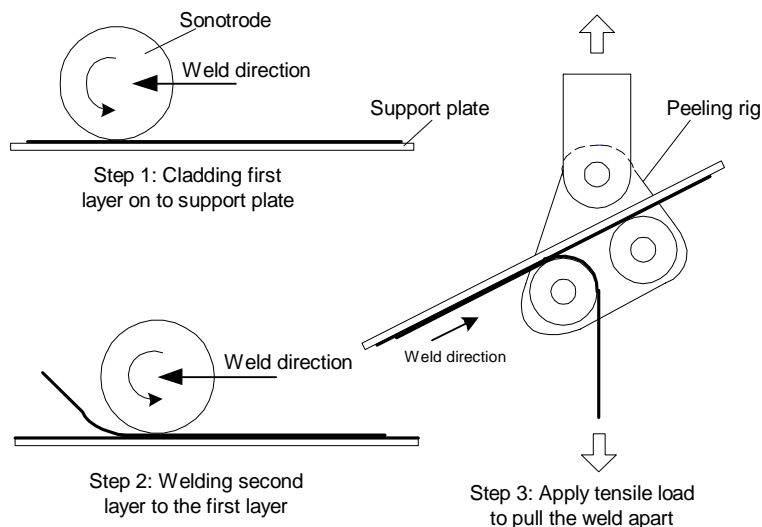 Sonotrode
Weld direction
Support plate
Step 1: Cladding first
layer on to support plate
Weld direction
Step 2: Welding second
layer to the first layer
Peeling rig
Weld direction
Step 3: Apply tensile load
to pull the weld apart